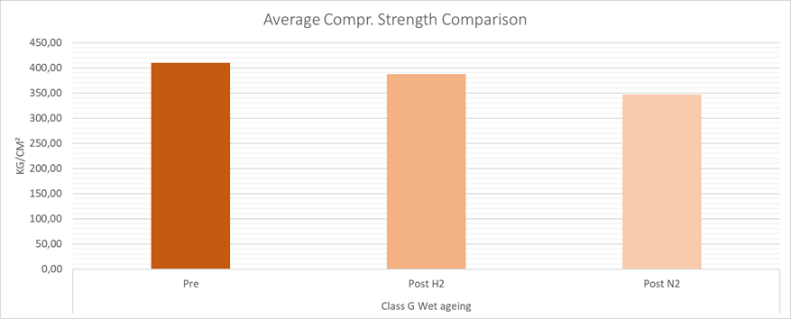 Average Compr. Strength Comparison
KG/CM²
450,00
400,00
350,00
300,00
250,00
200,00
150,00
100,00
50,00
0,00
Pre
Post H2
Post N2
Class G Wet ageing